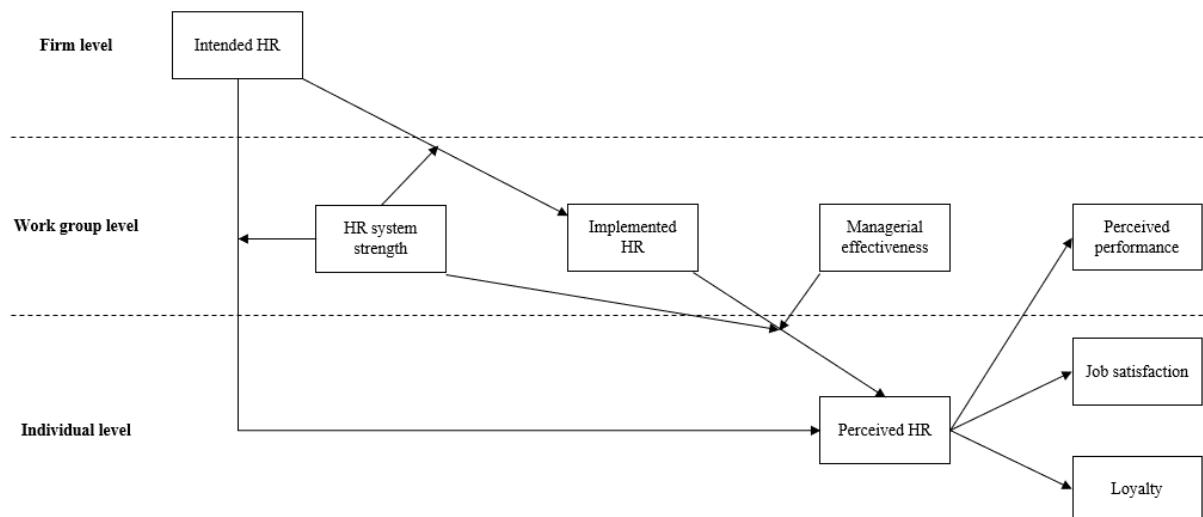 Firm level
Intended HR
Work group level
HR system
strength
Implemented
HR
Managerial
effectiveness
Perceived
performance
Job satisfaction
Individual level
Perceived HR
Loyalty